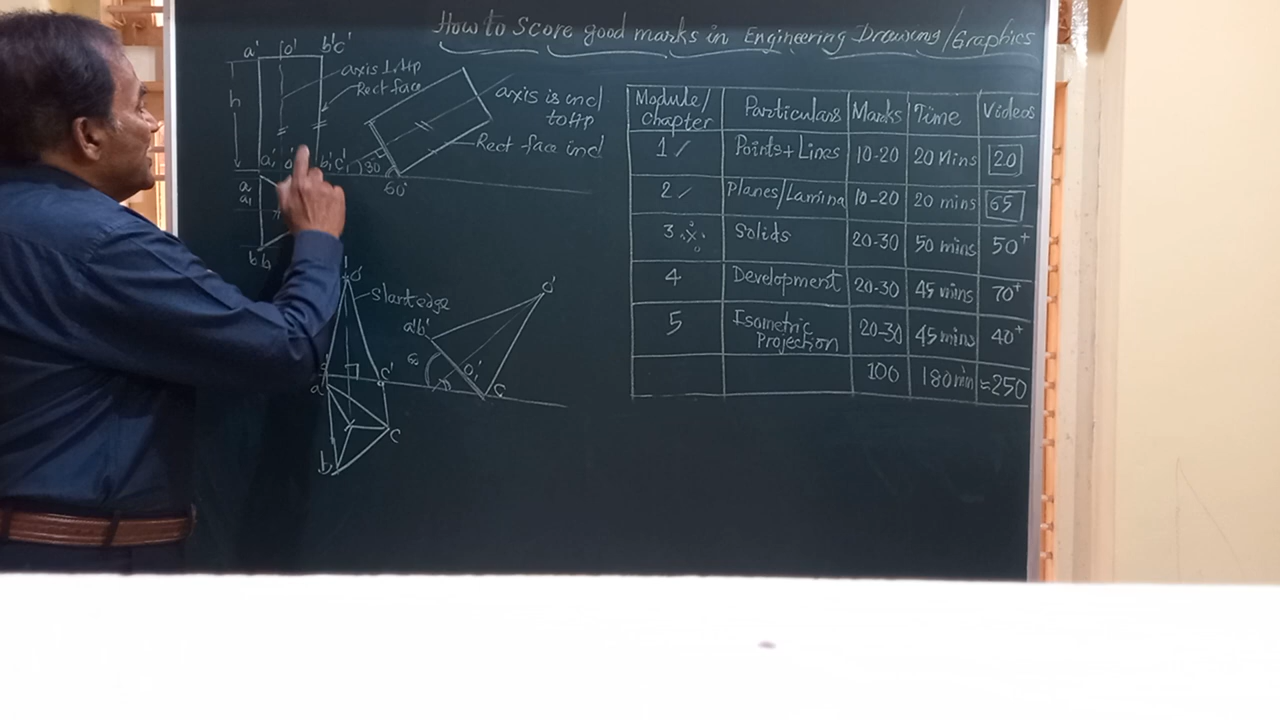 How to Score good marks in Engineering Drawing/Graphics
a' o' b'c'
axis ⊥ HP
Rect face
h
a₁' b₁'c₁'
30
60°
axis is incl
to HP
Rect face incl
a
a₁
b b₁
o'
slant edge
a'b'
60
o₁'
c
o'
c'
a
c
b
Module/Chapter Particulars Marks Time Videos
1 ✓ Points+Lines 10-20 20 Mins 20
2 ✓ Planes/Lamina 10-20 20 mins 65
3 Solids 20-30 50 mins 50+
4 Development 20-30 45 mins 70+
5 Isometric Projection 20-30 45 mins 40+
100 180 min ≈250